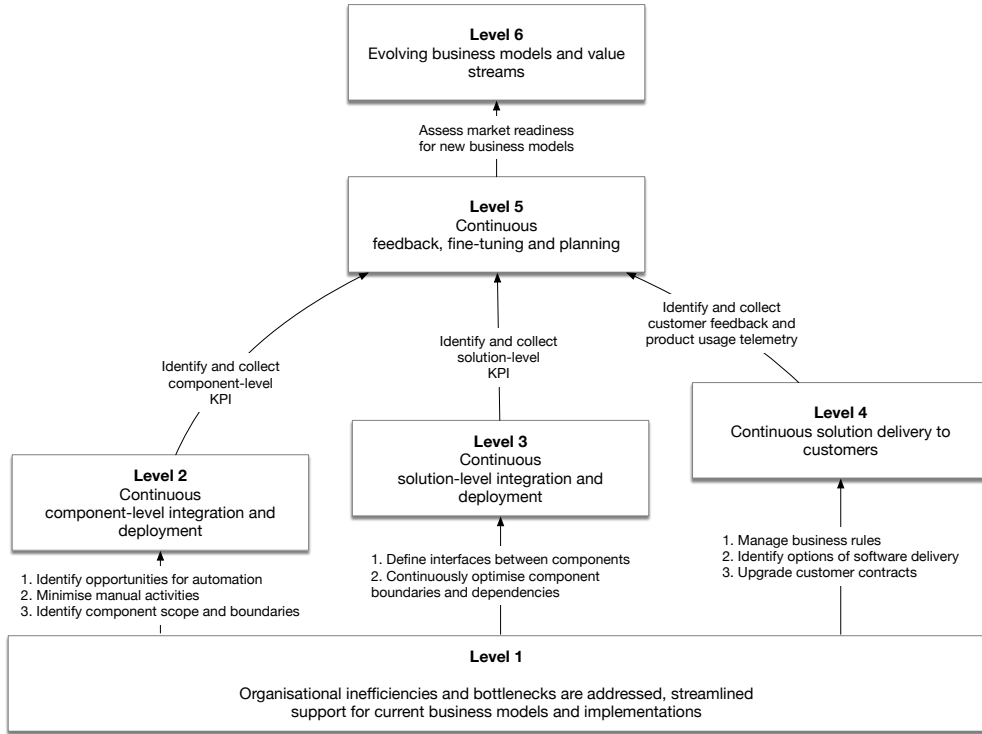 Level 6
Evolving business models and value
streams
Assess market readiness
for new business models
Level 5
Continuous
feedback, fine-tuning and planning
Identify and collect
customer feedback and
product usage telemetry
Identify and collect
solution-level
KPI
Identify and collect
component-level
KPI
Level 4
Continuous solution delivery to
customers
Level 3
Continuous
solution-level integration and
deployment
Level 2
Continuous
component-level integration and
deployment
1. Identify opportunities for automation
2. Minimise manual activities
3. Identify component scope and boundaries
1. Define interfaces between components
2. Continuously optimise component
boundaries and dependencies
1. Manage business rules
2. Identify options of software delivery
3. Upgrade customer contracts
Level 1
Organisational inefficiencies and bottlenecks are addressed, streamlined
support for current business models and implementations